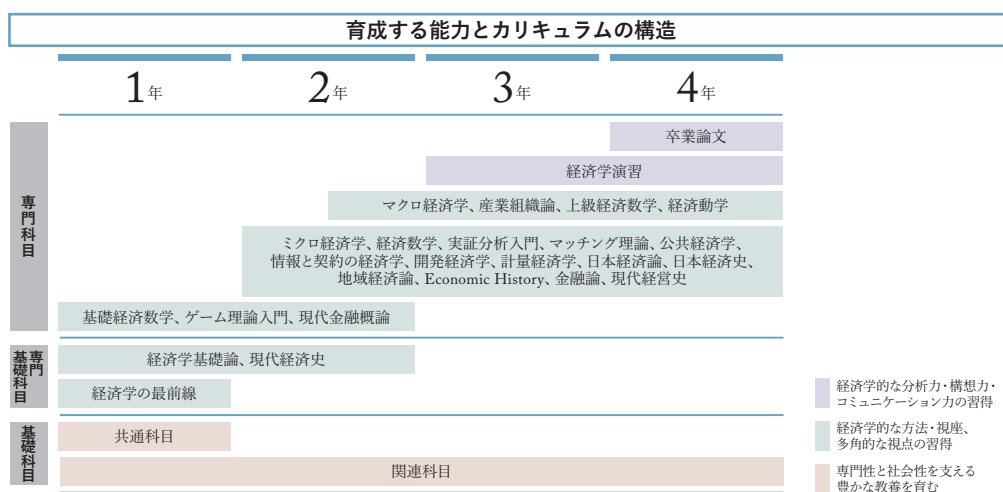 育成する能力とカリキュラムの構造
1年
2年
3年
4年
専門科目
卒業論文
経済学演習
マクロ経済学、産業組織論、上級経済数学、経済動学
ミクロ経済学、経済数学、実証分析入門、マッチング理論、公共経済学、
情報と契約の経済学、開発経済学、計量経済学、日本経済論、日本経済史、
地域経済論、Economic History、金融論、現代経営史
基礎経済数学、ゲーム理論入門、現代金融概論
専門
基礎科目
経済学基礎論、現代経済史
経済学の最前線
基礎科目
共通科目
関連科目
経済学的な分析力・構想力・
コミュニケーション力の習得
経済学的な方法・視座、
多角的な視点の習得
専門性と社会性を支える
豊かな教養を育む